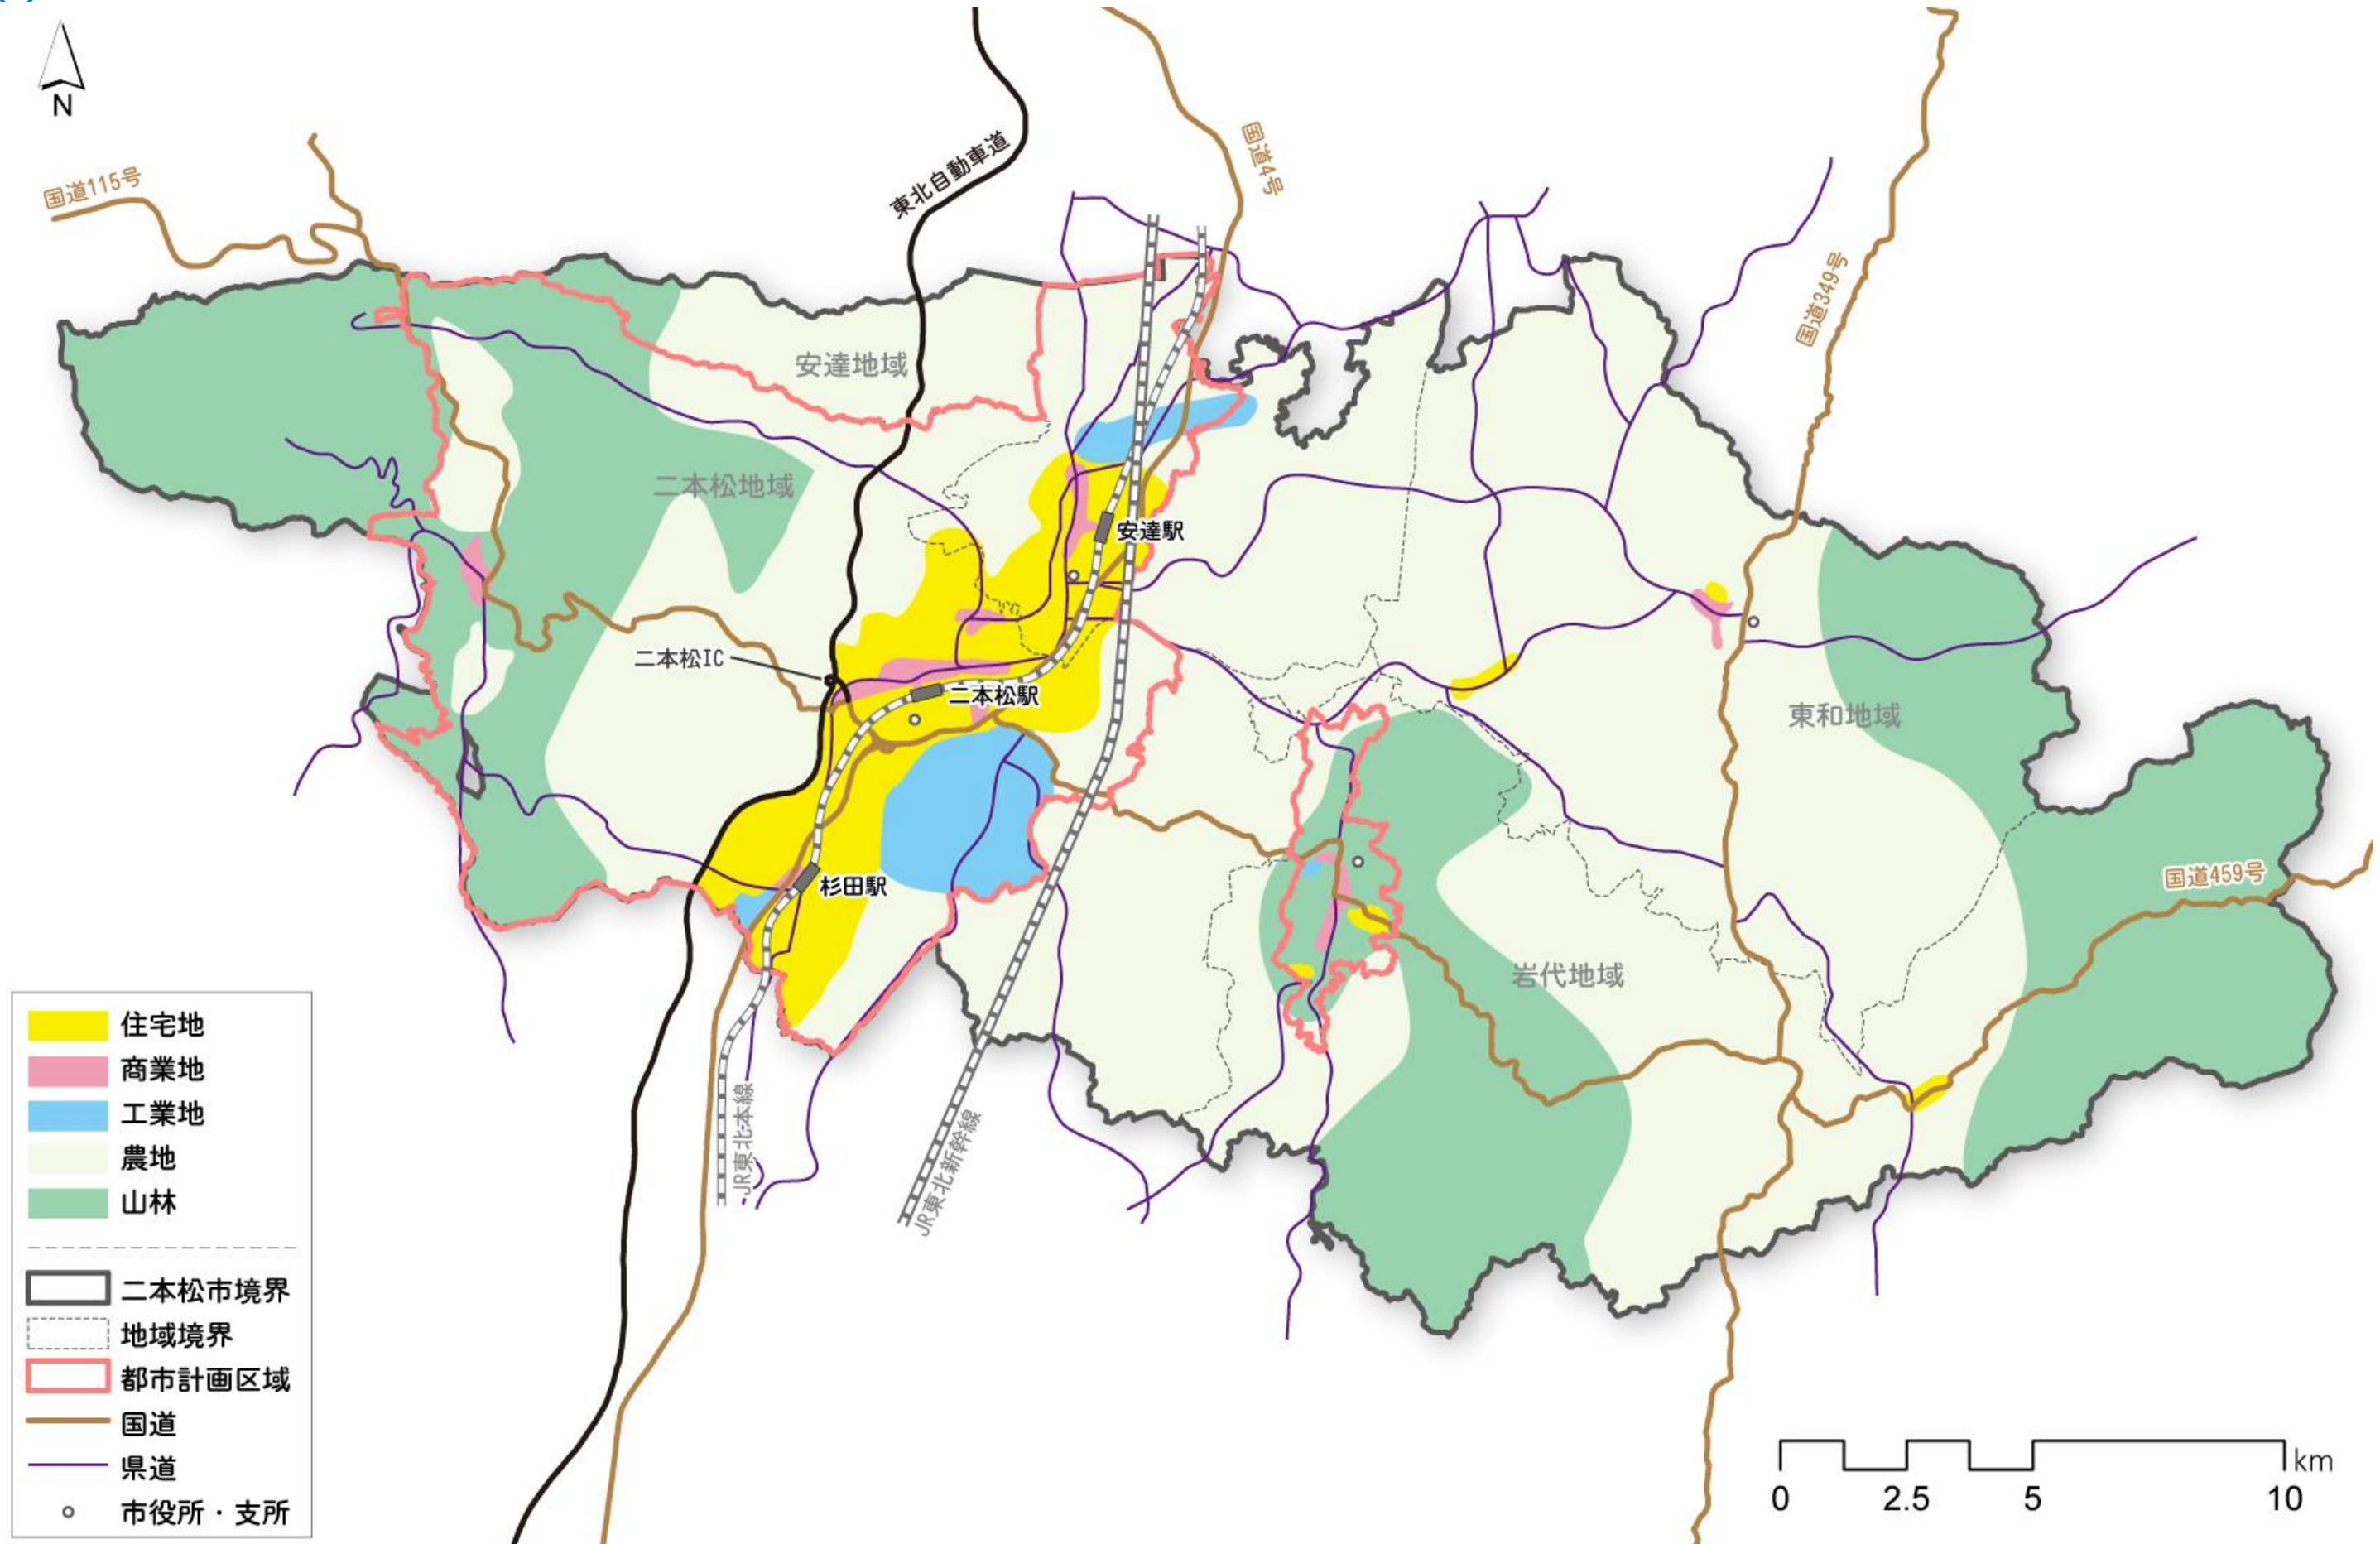 N
国道115号
東北自動車道
国道4号
国道349号
安達地域
二本松地域
安達駅
二本松IC
二本松駅
東和地域
杉田駅
国道459号
岩代地域
JR東北本線
JR東北新幹線
住宅地
商業地
工業地
農地
山林
二本松市境界
地域境界
都市計画区域
国道
県道
市役所・支所
km
0 2.5 5 10